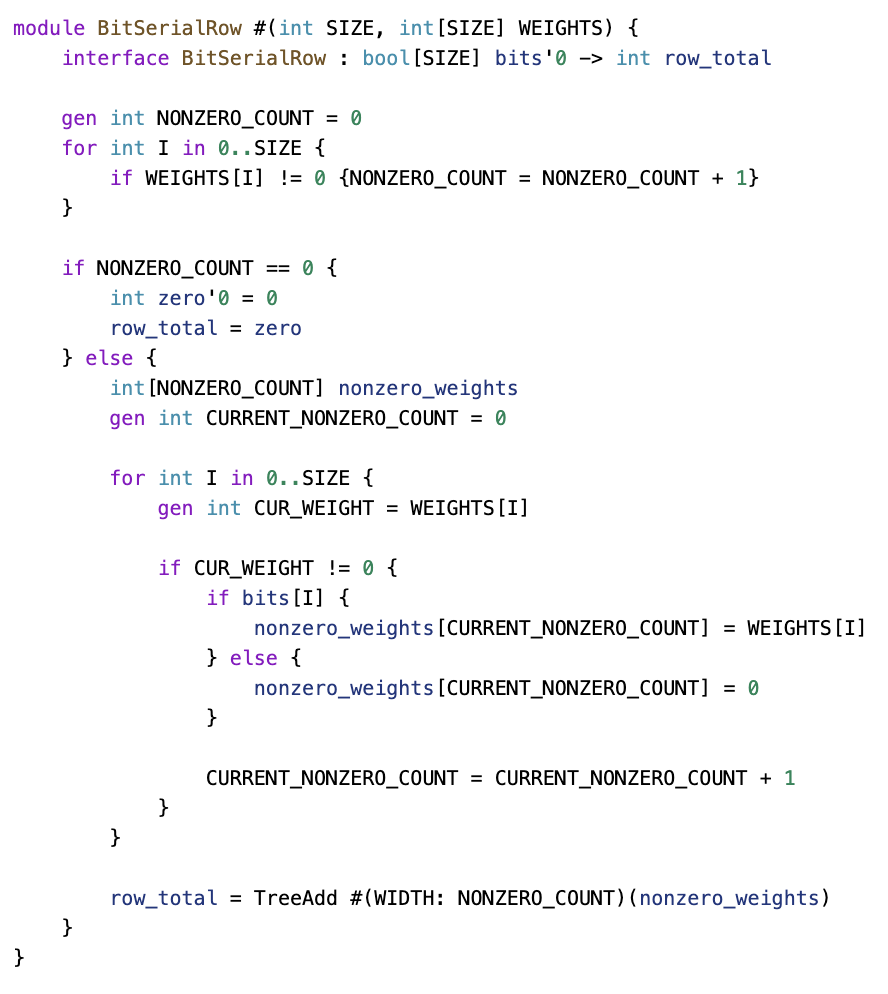 module BitSerialRow #(int SIZE, int[SIZE] WEIGHTS) {
    interface BitSerialRow : bool[SIZE] bits'0 -> int row_total

    gen int NONZERO_COUNT = 0
    for int I in 0..SIZE {
        if WEIGHTS[I] != 0 {NONZERO_COUNT = NONZERO_COUNT + 1}
    }

    if NONZERO_COUNT == 0 {
        int zero'0 = 0
        row_total = zero
    } else {
        int[NONZERO_COUNT] nonzero_weights
        gen int CURRENT_NONZERO_COUNT = 0

        for int I in 0..SIZE {
            gen int CUR_WEIGHT = WEIGHTS[I]

            if CUR_WEIGHT != 0 {
                if bits[I] {
                    nonzero_weights[CURRENT_NONZERO_COUNT] = WEIGHTS[I]
                } else {
                    nonzero_weights[CURRENT_NONZERO_COUNT] = 0
                }

                CURRENT_NONZERO_COUNT = CURRENT_NONZERO_COUNT + 1
            }
        }

        row_total = TreeAdd #(WIDTH: NONZERO_COUNT)(nonzero_weights)
    }
}